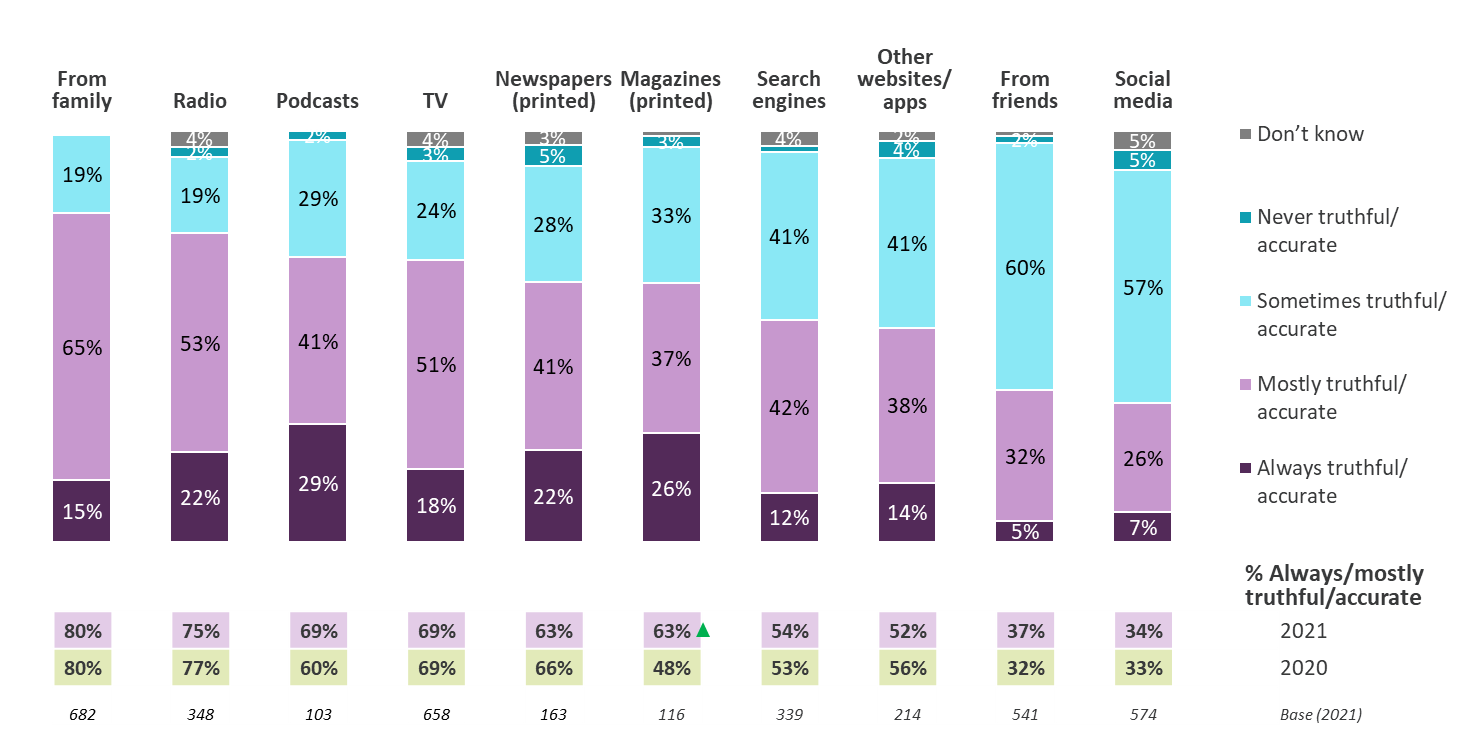 From family
Radio
Podcasts
TV
Newspapers (printed)
Magazines (printed)
Search engines
Other websites/ apps
From friends
Social media
4% 2% 4% 3% 3% 4% 2% 5%
2% 3% 5% 3% 4% 2% 5%
19% 19% 29% 24% 28% 33% 41% 41% 60% 57%
65% 53% 41% 51% 41% 37% 42% 38% 32% 26%
15% 22% 29% 18% 22% 26% 12% 14% 5% 7%
Don't know
Never truthful/
accurate
Sometimes truthful/
accurate
Mostly truthful/
accurate
Always truthful/
accurate
% Always/mostly
truthful/accurate
80% 75% 69% 69% 63% 63% 54% 52% 37% 34% 2021
80% 77% 60% 69% 66% 48% 53% 56% 32% 33% 2020
682 348 103 658 163 116 339 214 541 574 Base (2021)